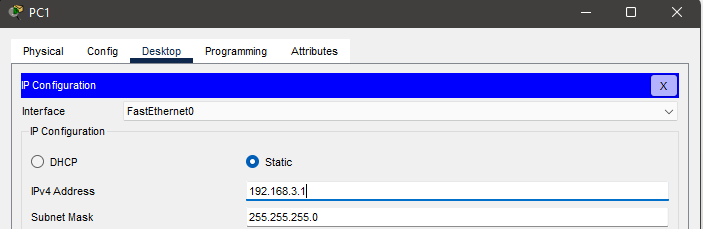 PC1
Physical Config Desktop Programming Attributes
IP Configuration X
Interface FastEthernet0
IP Configuration
DHCP Static
IPv4 Address 192.168.3.1
Subnet Mask 255.255.255.0